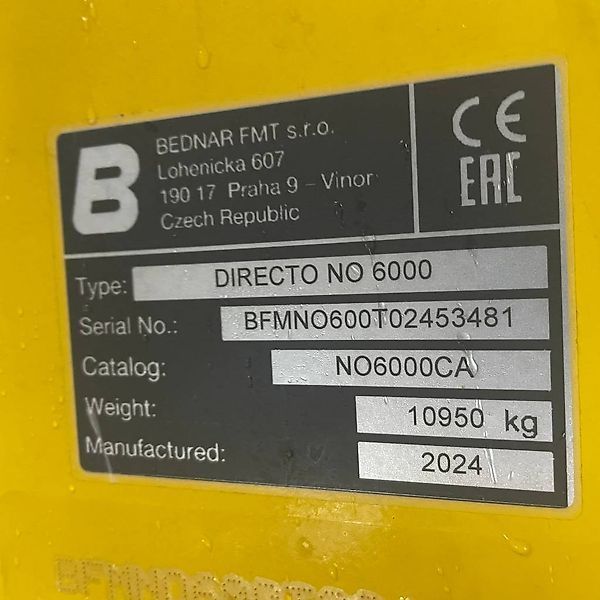 B
BEDNAR FMT s.r.o.
Lohenicka 607
190 17 Praha 9 – Vinor
Czech Republic
CE
EAC
Type: DIRECTO NO 6000
Serial No.: BFMNO600T02453481
Catalog: NO6000CA
Weight: 10950 kg
Manufactured: 2024